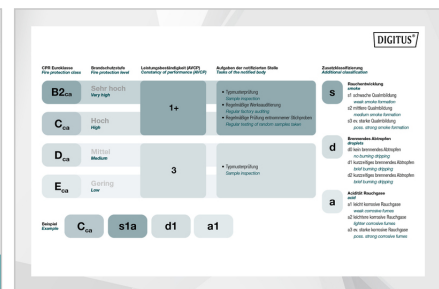 DIGITUS®
CPR Euroklasse
Fire protection class
Brandschutzstufe
Fire protection level
Leistungsbeständigkeit (AVCP)
Constancy of performance (AVCP)
Aufgaben der notifizierten Stelle
Tasks of the notified body
Zusatzklassifizierung
Additional classification
B2ca
Sehr hoch
Very high
Cca
Hoch
High
1+
• Typenueberprüfung
Sample inspection
• Regelmäßige Werksauditierung
Regular factory auditing
• Regelmäßige Prüfung entnommener Stichproben
Regular testing of random samples taken
Dca
Mittel
Medium
Eca
Gering
Low
3
• Typenueberprüfung
Sample inspection
s
Rauchentwicklung
smoke
s1 schwache Qualmbildung
weak smoke formation
s2 mittlere Qualmbildung
medium smoke formation
s3 ev. starke Qualmbildung
poss. strong smoke formation
d
Brennendes Abtropfen
droplets
d0 kein brennendes Abtropfen
no burning dripping
d1 kurzzeitiges brennendes Abtropfen
brief burning dripping
d2 kurzzeitiges brennendes Abtropfen
brief burning dripping
a
Acidität Rauchgase
acid
a1 leicht korrosive Rauchgase
weak corrosive fumes
a2 leichtere korrosive Rauchgase
lighter corrosive fumes
a3 ev. starke korrosive Rauchgase
poss. strong corrosive fumes
Beispiel
Example
Cca
s1a
d1
a1